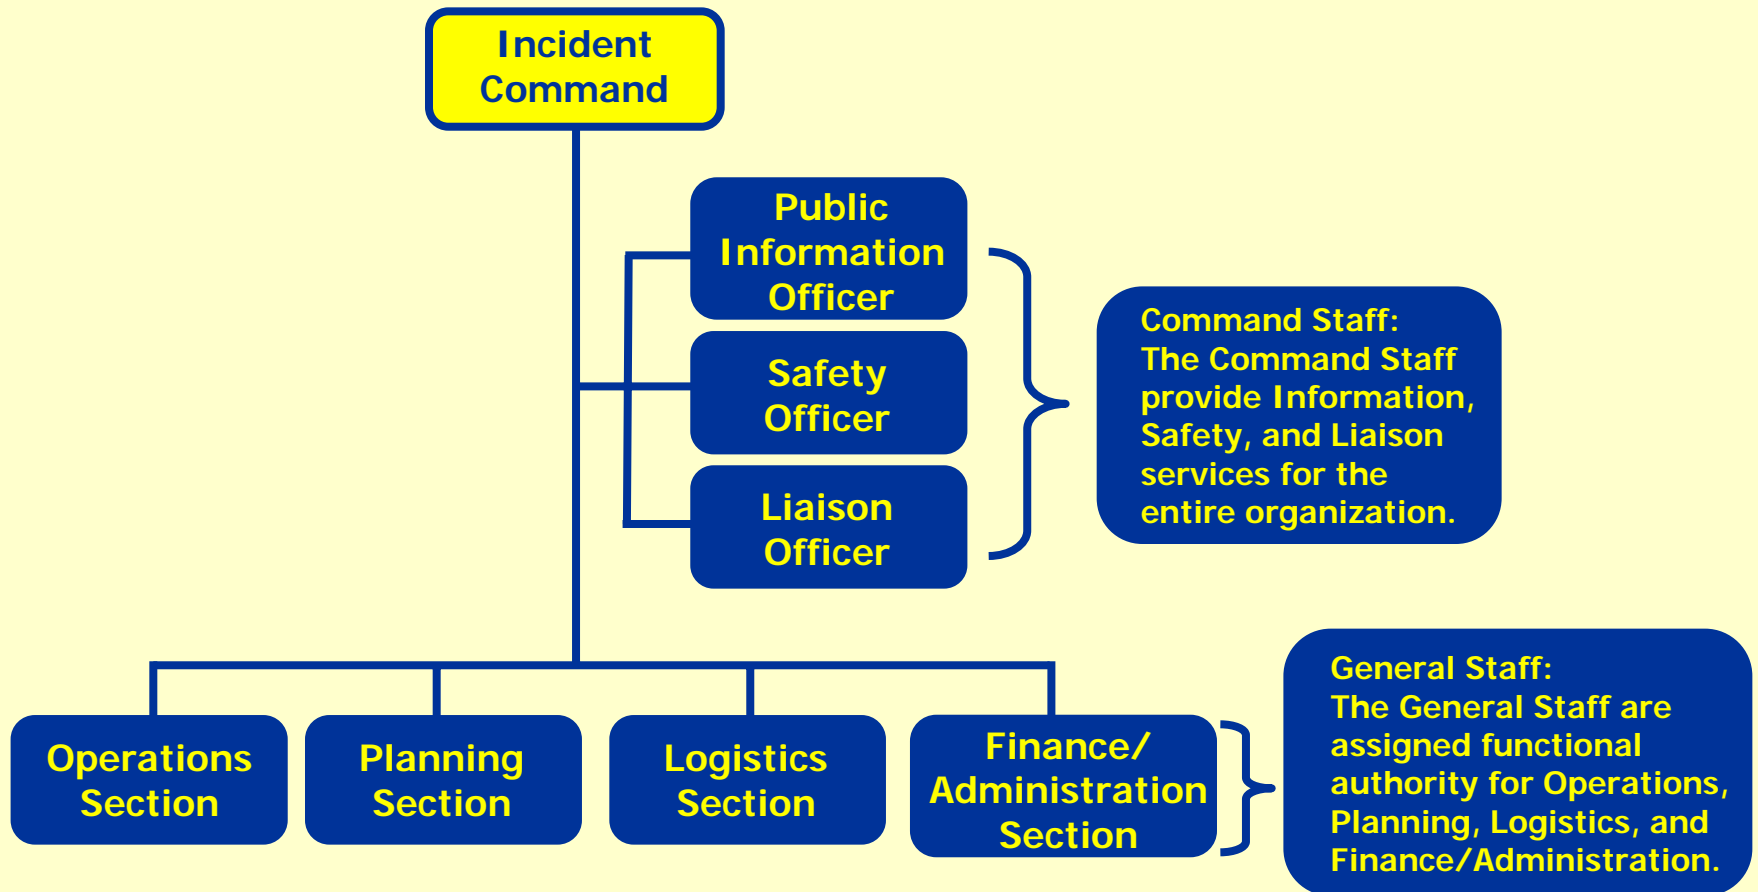 Incident
Command
Public
Information
Officer
Safety
Officer
Liaison
Officer
Command Staff:
The Command Staff
provide Information,
Safety, and Liaison
services for the
entire organization.
Operations
Section
Planning
Section
Logistics
Section
Finance/
Administration
Section
General Staff:
The General Staff are
assigned functional
authority for Operations,
Planning, Logistics, and
Finance/Administration.